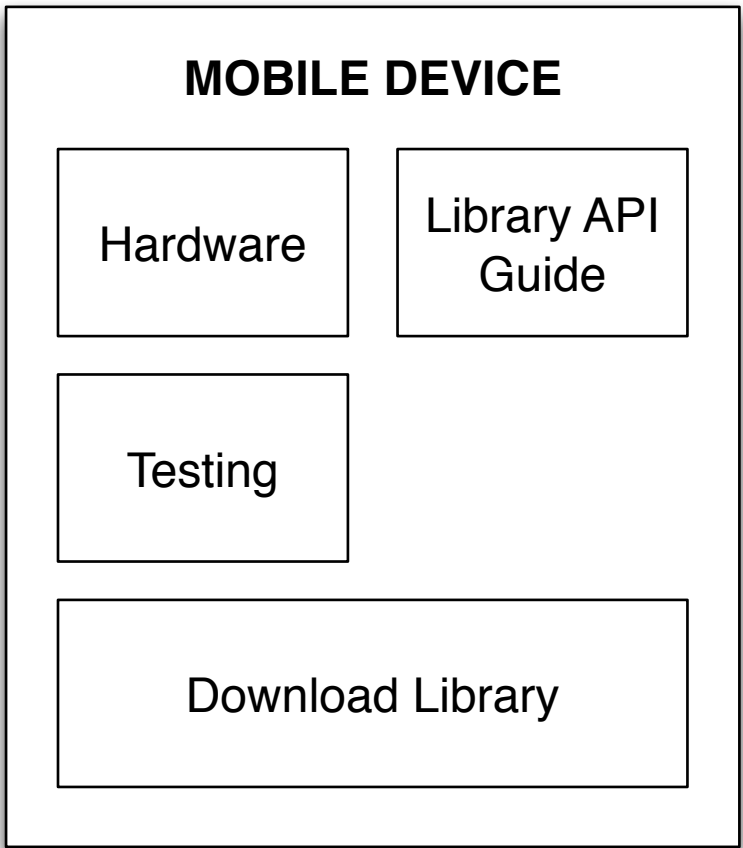 MOBILE DEVICE
Hardware
Library API
Guide
Testing
Download Library